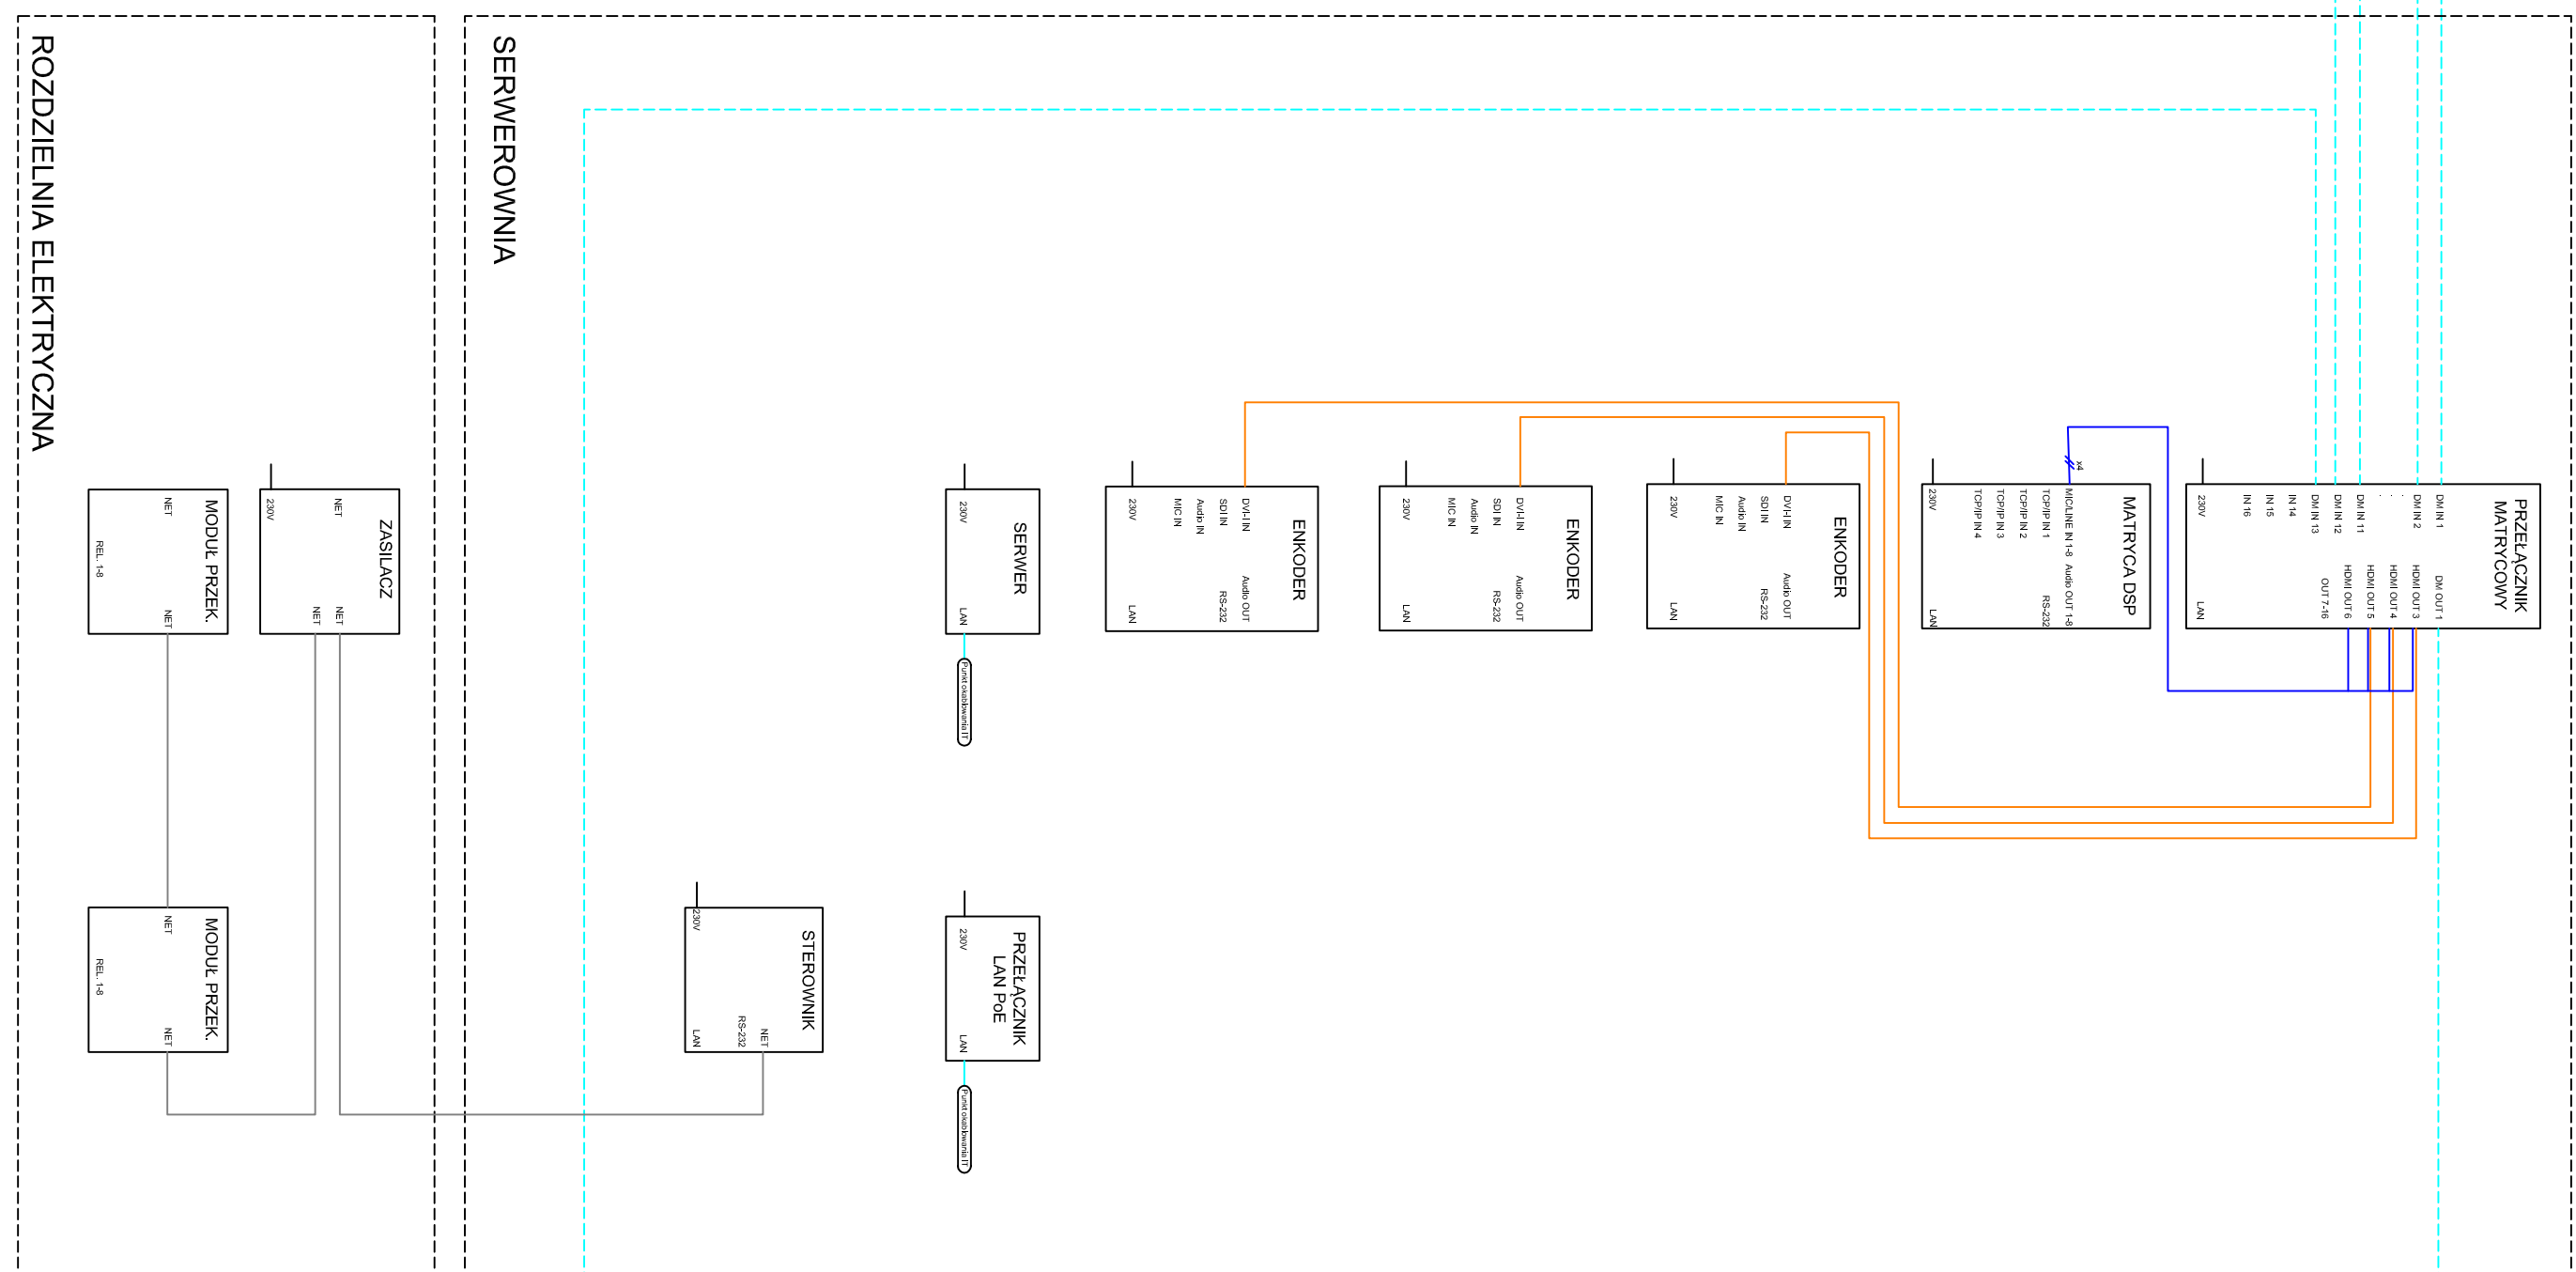 ROZDZIELNIA ELEKTRYCZNA
SERWEROWNIA
PRZEŁĄCZNIK
MATRYCOWY
DM IN 1
DM IN 2
.
.
.
DM IN 11
DM IN 12
DM IN 13
IN 14
IN 15
IN 16
230V
DM OUT 1
HDMI OUT 3
HDMI OUT 4
HDMI OUT 5
HDMI OUT 6
OUT 7-16
LAN
MATRYCA DSP
x4
MIC/LINE IN 1-8
TCP/IP IN 1
TCP/IP IN 2
TCP/IP IN 3
TCP/IP IN 4
230V
Audio OUT 1-8
RS-232
LAN
ENKODER
DVI-I IN
SDI IN
Audio IN
MIC IN
230V
Audio OUT
RS-232
LAN
ENKODER
DVI-I IN
SDI IN
Audio IN
MIC IN
230V
Audio OUT
RS-232
LAN
ENKODER
DVI-I IN
SDI IN
Audio IN
MIC IN
230V
Audio OUT
RS-232
LAN
SERWER
230V
LAN
Punkt okablowania IT
PRZEŁĄCZNIK
LAN PoE
230V
LAN
Punkt okablowania IT
STEROWNIK
230V
NET
RS-232
LAN
ZASILACZ
NET
230V
NET
NET
MODUŁ PRZEK.
NET
REL. 1-8
NET
MODUŁ PRZEK.
NET
REL. 1-8
NET